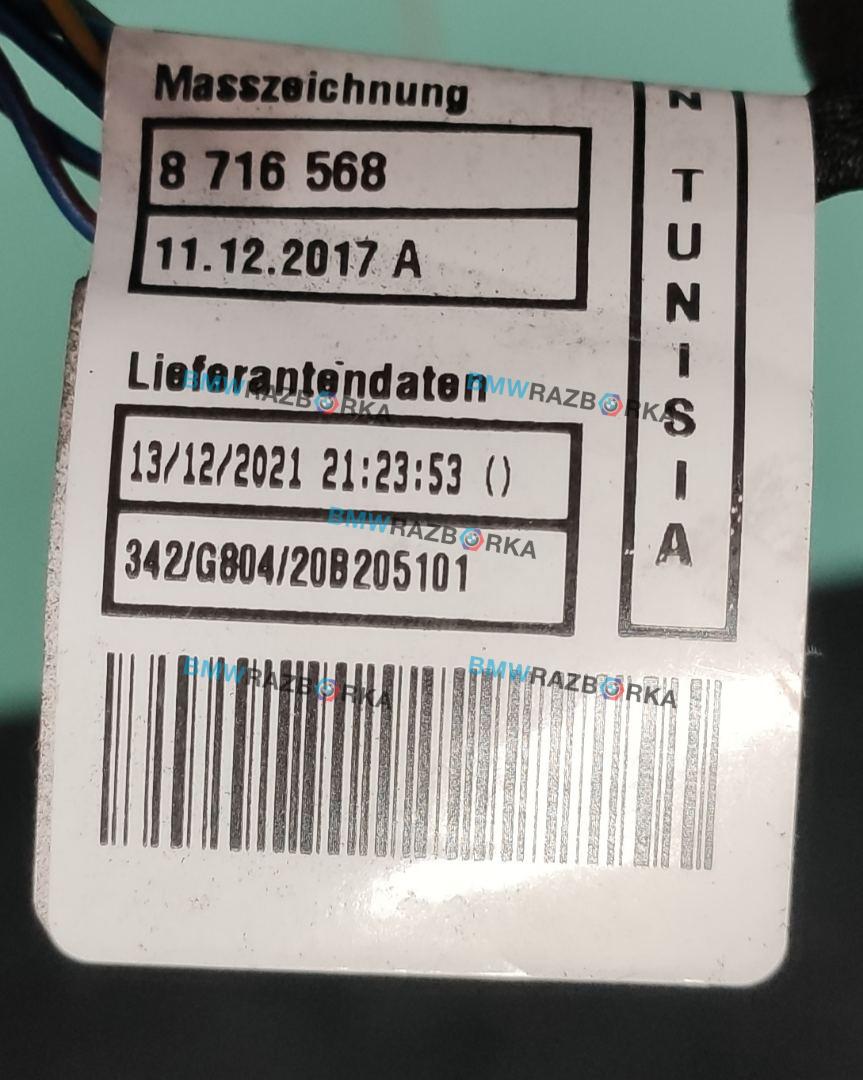 Masszeichnung
8 716 568
11.12.2017 A
Lieferantendaten
13/12/2021 21:23:53 ()
342/G804/20B205101
N TUNISIA
BMWRAZBORKA
BMWRAZBORKA
BMWRAZBORKA
BMWRAZBORKA
BMWRAZBORKA